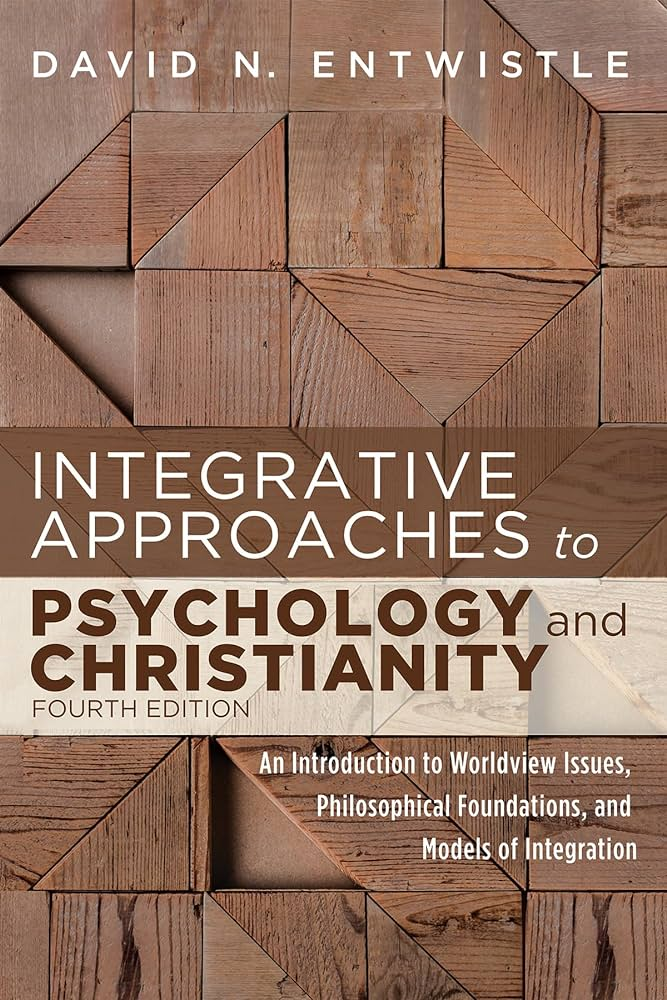 DAVID N. ENTWISTLE
INTEGRATIVE
APPROACHES to
PSYCHOLOGY and
CHRISTIANITY
FOURTH EDITION
An Introduction to Worldview Issues,
Philosophical Foundations, and
Models of Integration